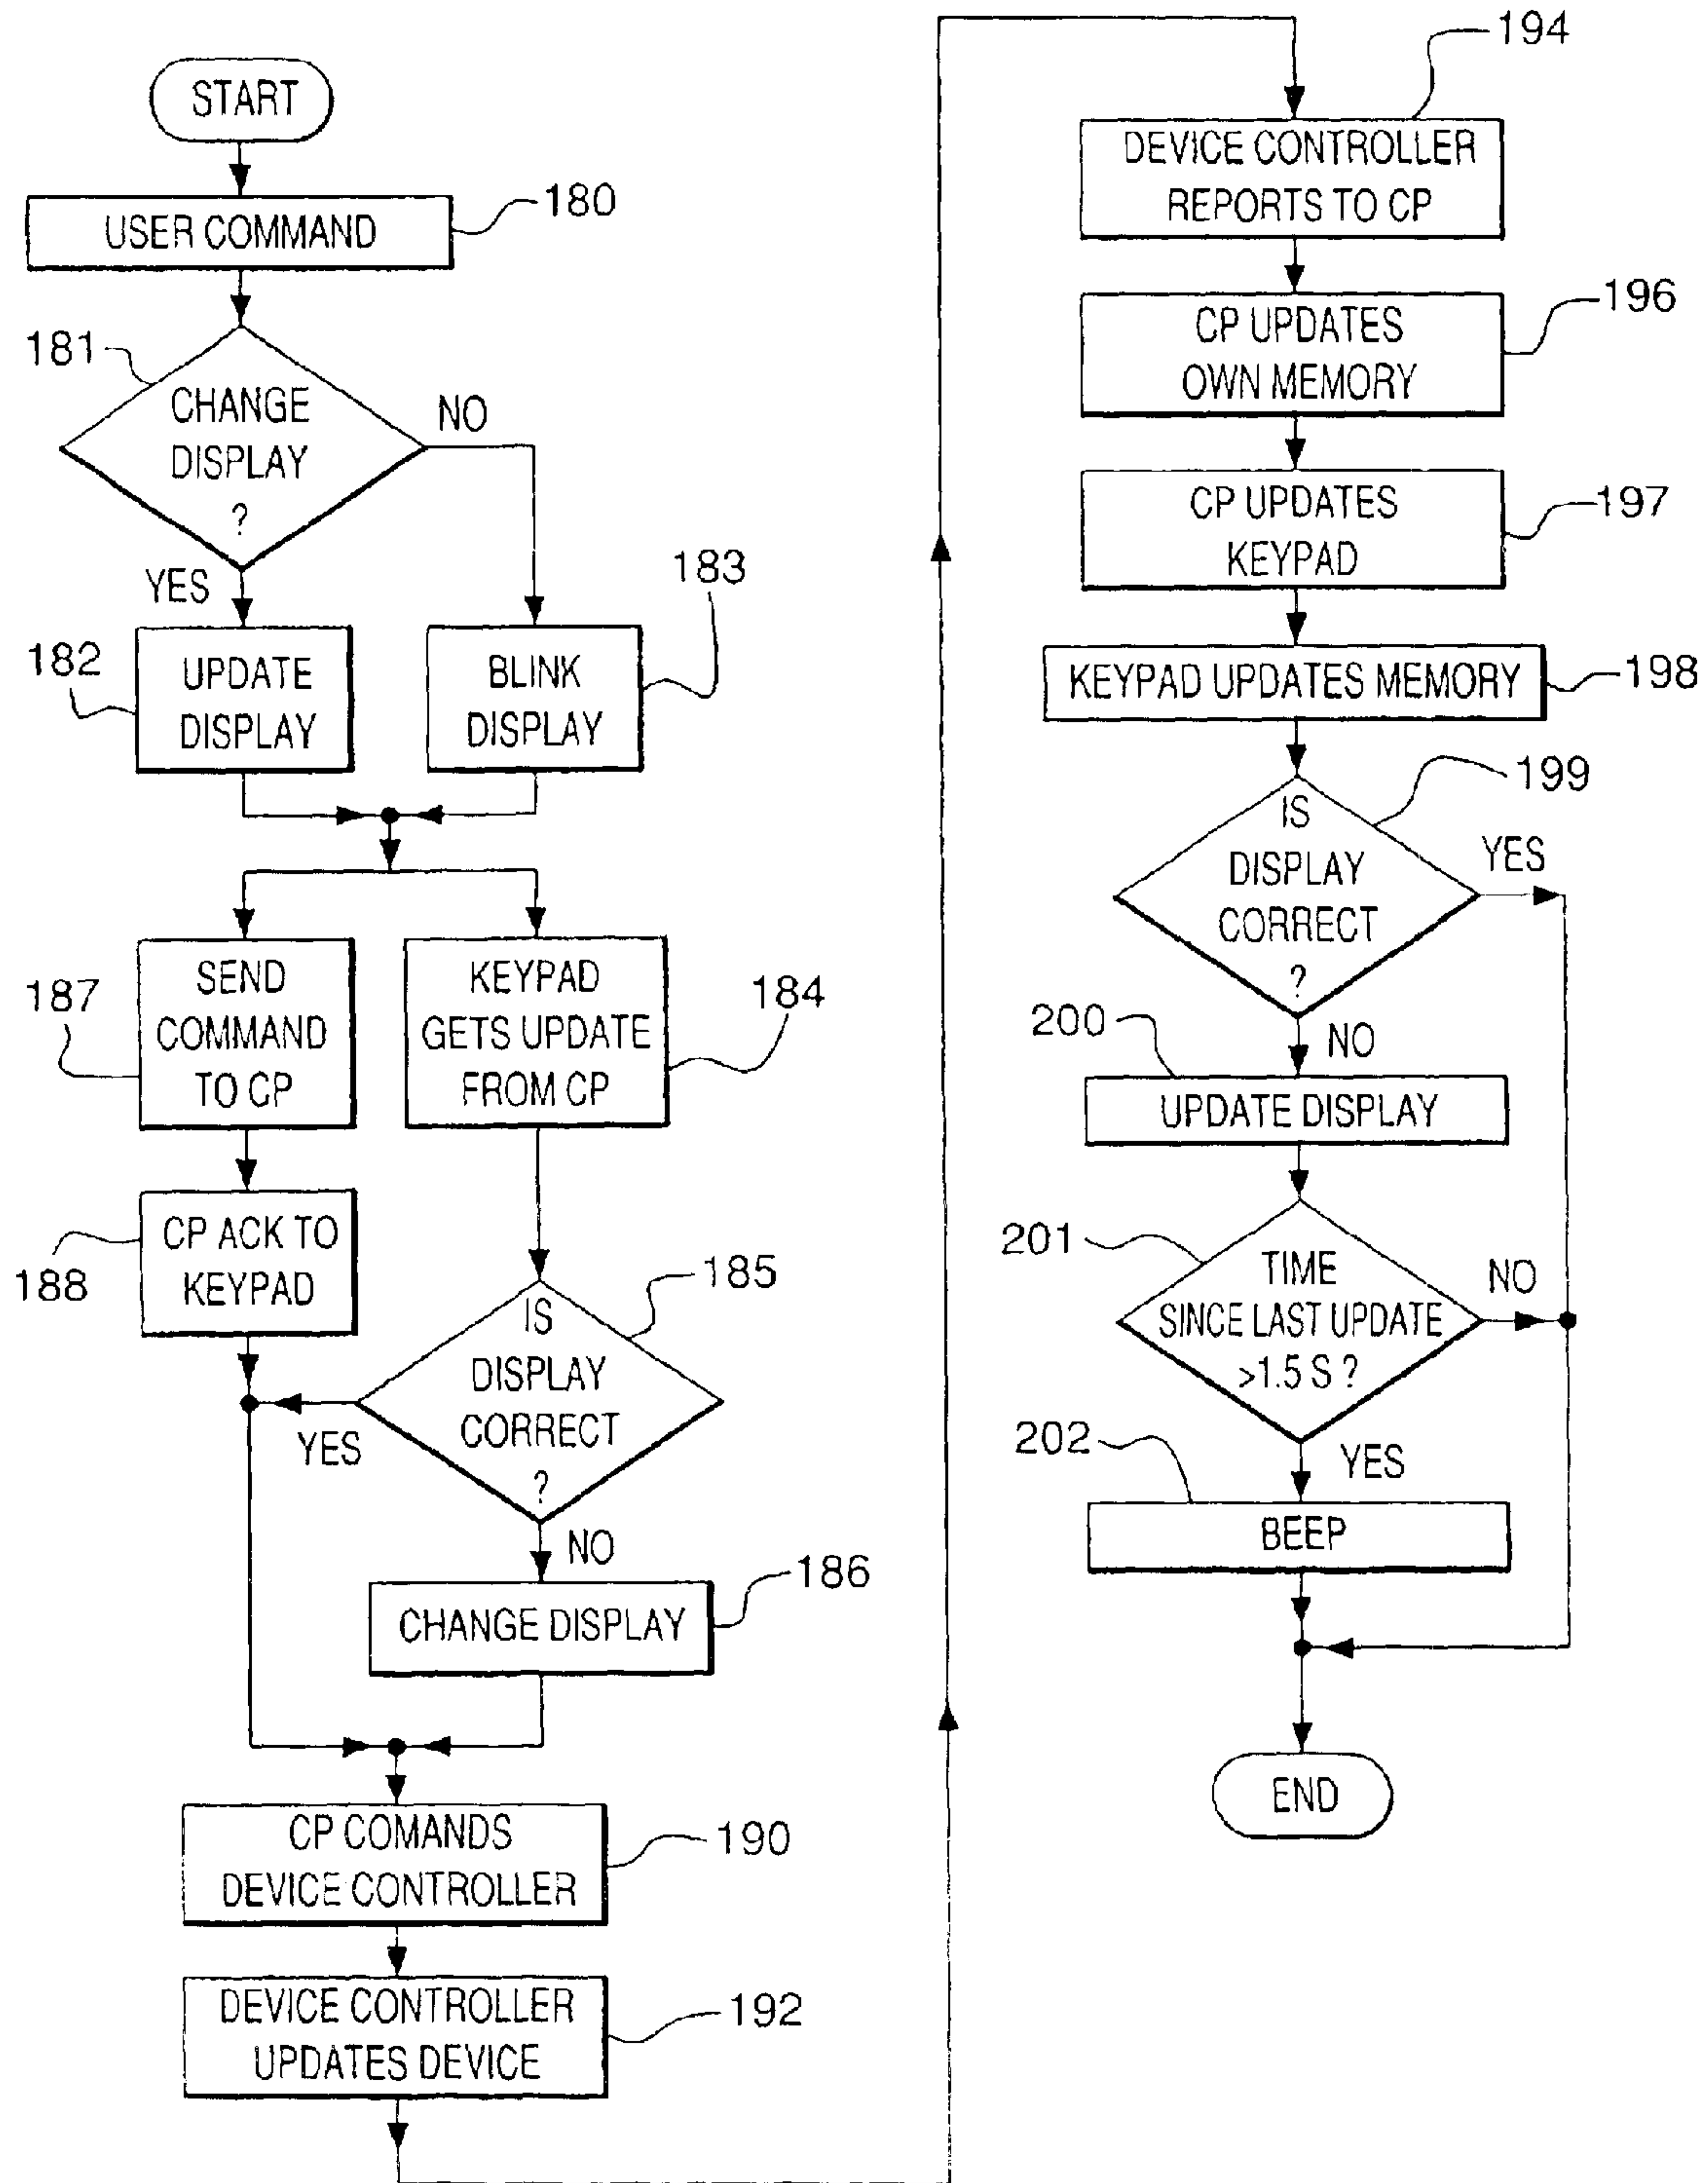 START
USER COMMAND
180
181
CHANGE
DISPLAY
?
NO
YES
182
UPDATE
DISPLAY
183
BLINK
DISPLAY
187
SEND
COMMAND
TO CP
184
KEYPAD
GETS UPDATE
FROM CP
188
CP ACK TO
KEYPAD
185
IS
DISPLAY
CORRECT
?
YES
NO
186
CHANGE DISPLAY
CP COMANDS
DEVICE CONTROLLER
190
DEVICE CONTROLLER
UPDATES DEVICE
192
194
DEVICE CONTROLLER
REPORTS TO CP
196
CP UPDATES
OWN MEMORY
197
CP UPDATES
KEYPAD
KEYPAD UPDATES MEMORY
198
199
IS
DISPLAY
CORRECT
?
YES
NO
200
UPDATE DISPLAY
201
TIME
SINCE LAST UPDATE
>1.5 S ?
NO
YES
202
BEEP
END